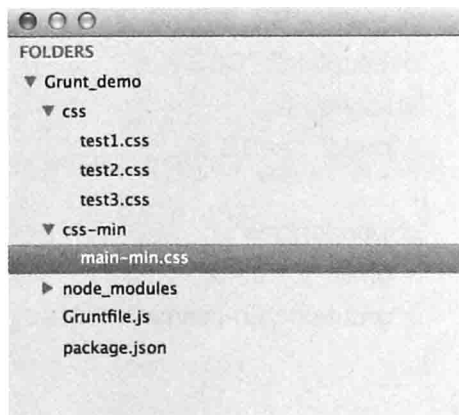 FOLDERS
Grunt_demo
css
test1.css
test2.css
test3.css
css-min
main-min.css
node_modules
Gruntfile.js
package.json